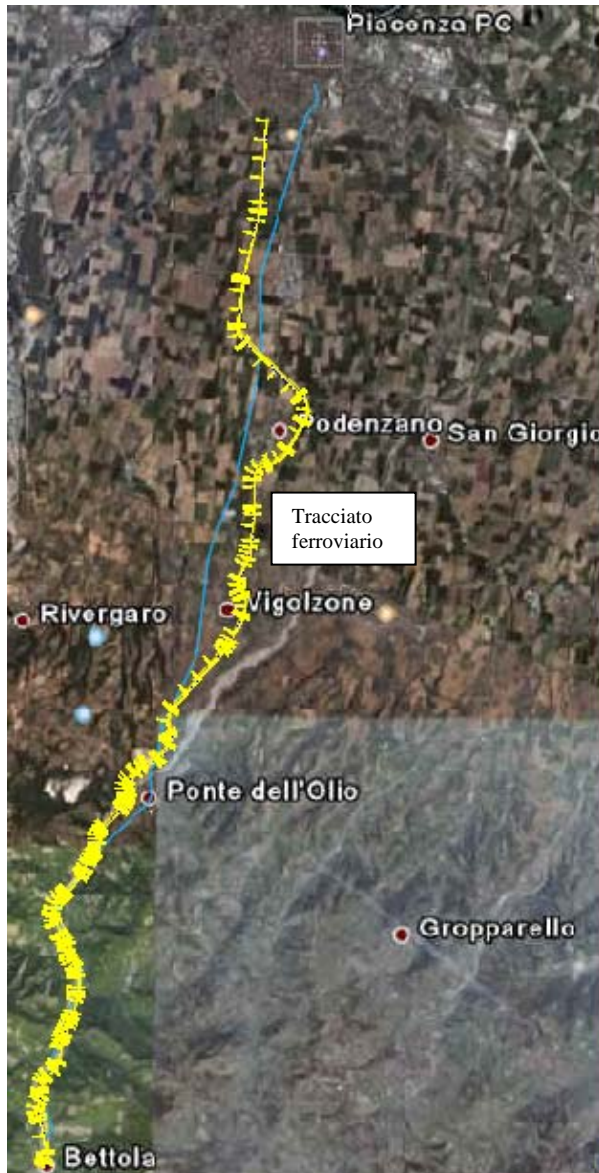 Piacenza PC
Podenzano
San Giorgio
Tracciato
ferroviario
Rivergaro
Vigolzone
Ponte dell'Olio
Gropparello
Bettola